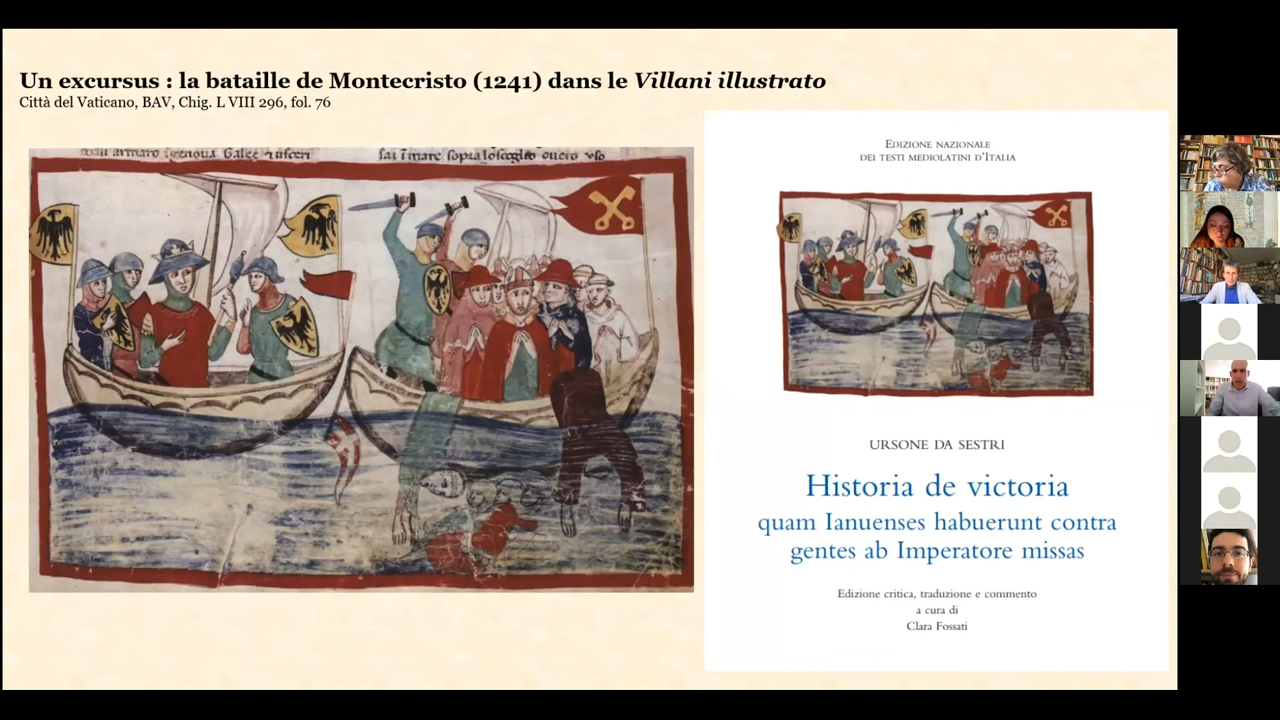 Un excursus : la bataille de Montecristo (1241) dans le Villani illustrato
Città del Vaticano, BAV, Chig. L VIII 296, fol. 76
EDIZIONE NAZIONALE
DEI TESTI MEDIOLATINI D'ITALIA
URSONE DA SESTRI
Historia de victoria
quam Ianuenses habuerunt contra
gentes ab Imperatore missas
Edizione critica, traduzione e commento
a cura di
Clara Fossati